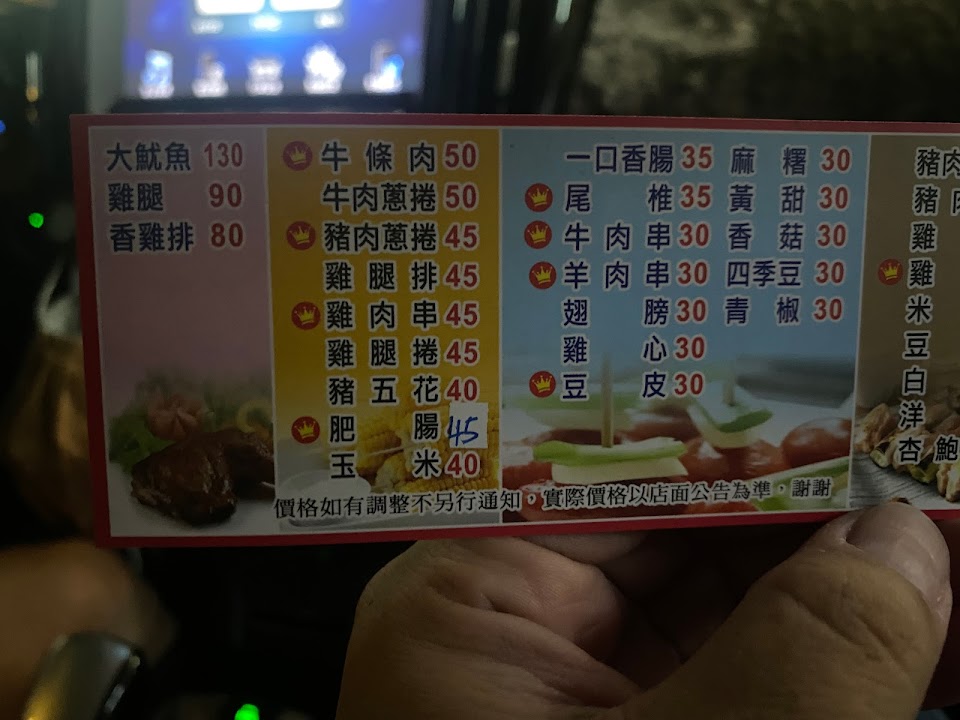 大魷魚 130
雞腿 90
香雞排 80
牛條肉 50
牛肉蔥捲 50
豬肉蔥捲 45
雞腿排 45
雞肉串 45
雞腿捲 45
豬五花 40
肥腸 45
玉米 40
一口香腸 35
尾椎 35
牛肉串 30
羊肉串 30
翅膀 30
雞心 30
豆皮 30
麻糬 30
黃甜 30
香菇 30
四季豆 30
青椒 30
豬肉
豬肉
雞
雞
米
豆
白
洋
杏鮑
價格如有調整不另行通知，實際價格以店面公告為準，謝謝